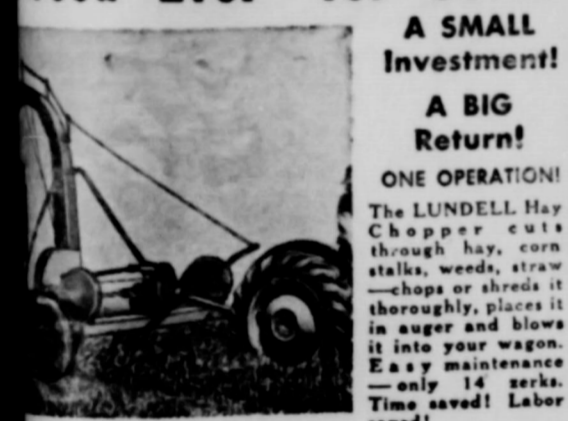 A SMALL
Investment!
A BIG
Return!
ONE OPERATION!
The LUNDELL Hay
Chopper cuts
through hay, corn
stalks, weeds, straw
—chops or shreds it
thoroughly, places it
in auger and blows
it into your wagon.
Easy maintenance
— only 14 zerks.
Time saved! Labor